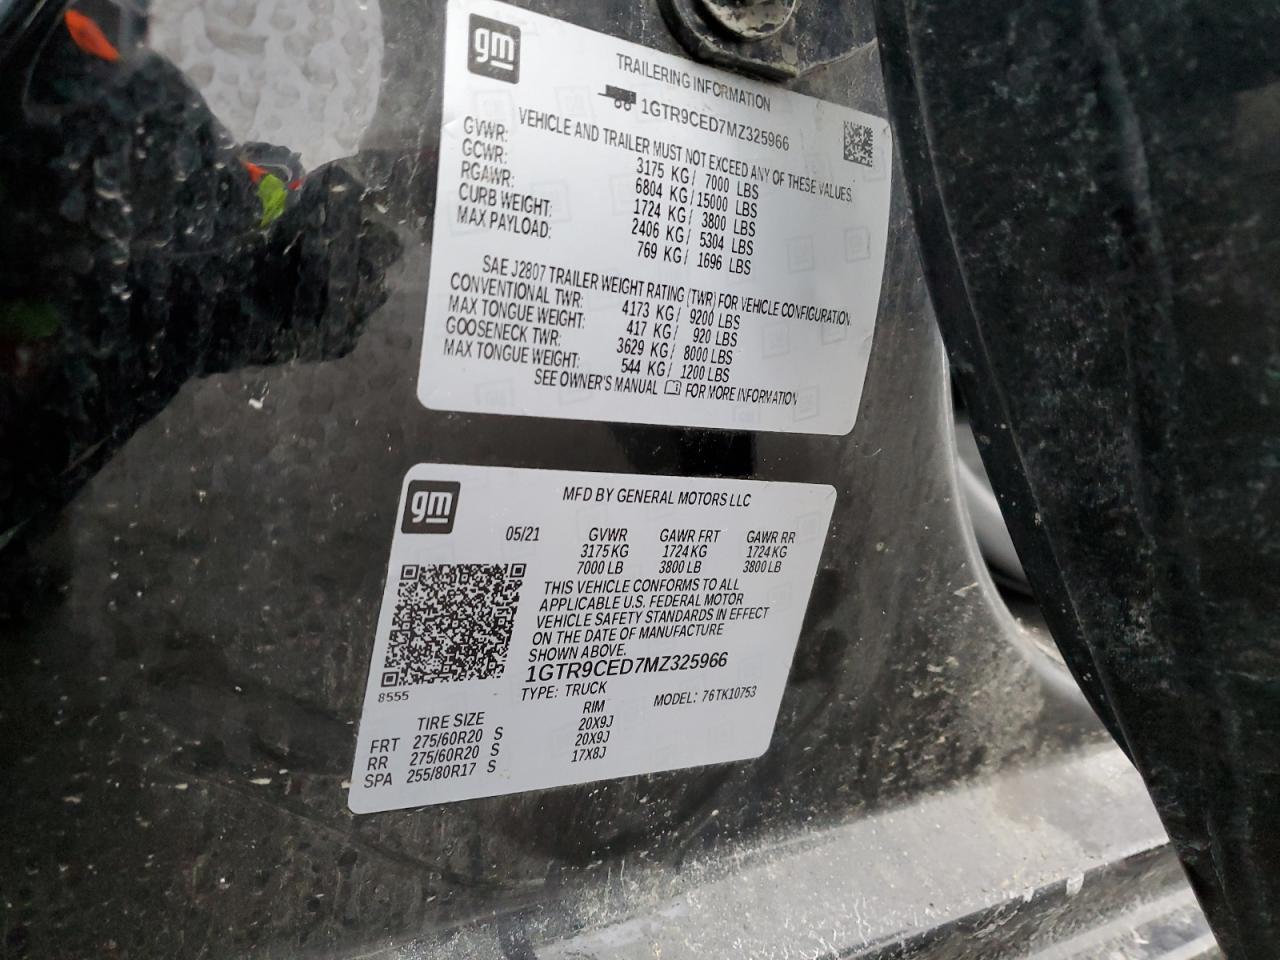 gm
TRAILERING INFORMATION
1GTR9CED7MZ325966
VEHICLE AND TRAILER MUST NOT EXCEED ANY OF THESE VALUES.
GVWR: 3175 KG/ 7000 LBS
GCWR: 6804 KG/ 15000 LBS
RGAWR: 1724 KG/ 3800 LBS
CURB WEIGHT: 2406 KG/ 5304 LBS
MAX PAYLOAD: 769 KG/ 1696 LBS
SAE J2807 TRAILER WEIGHT RATING (TWR) FOR VEHICLE CONFIGURATION.
CONVENTIONAL TWR: 4173 KG/ 9200 LBS
MAX TONGUE WEIGHT: 417 KG/ 920 LBS
GOOSENECK TWR: 3629 KG/ 8000 LBS
MAX TONGUE WEIGHT: 544 KG/ 1200 LBS
SEE OWNER'S MANUAL FOR MORE INFORMATION
gm
MFD BY GENERAL MOTORS LLC
05/21 GVWR GAWR FRT GAWR RR
3175 KG 1724 KG 1724 KG
7000 LB 3800 LB 3800 LB
THIS VEHICLE CONFORMS TO ALL
APPLICABLE U.S. FEDERAL MOTOR
VEHICLE SAFETY STANDARDS IN EFFECT
ON THE DATE OF MANUFACTURE
SHOWN ABOVE.
1GTR9CED7MZ325966
8555
TYPE: TRUCK MODEL: 76TK10753
TIRE SIZE RIM
FRT 275/60R20 S 20X9J
RR 275/60R20 S 20X9J
SPA 255/80R17 S 17X8J